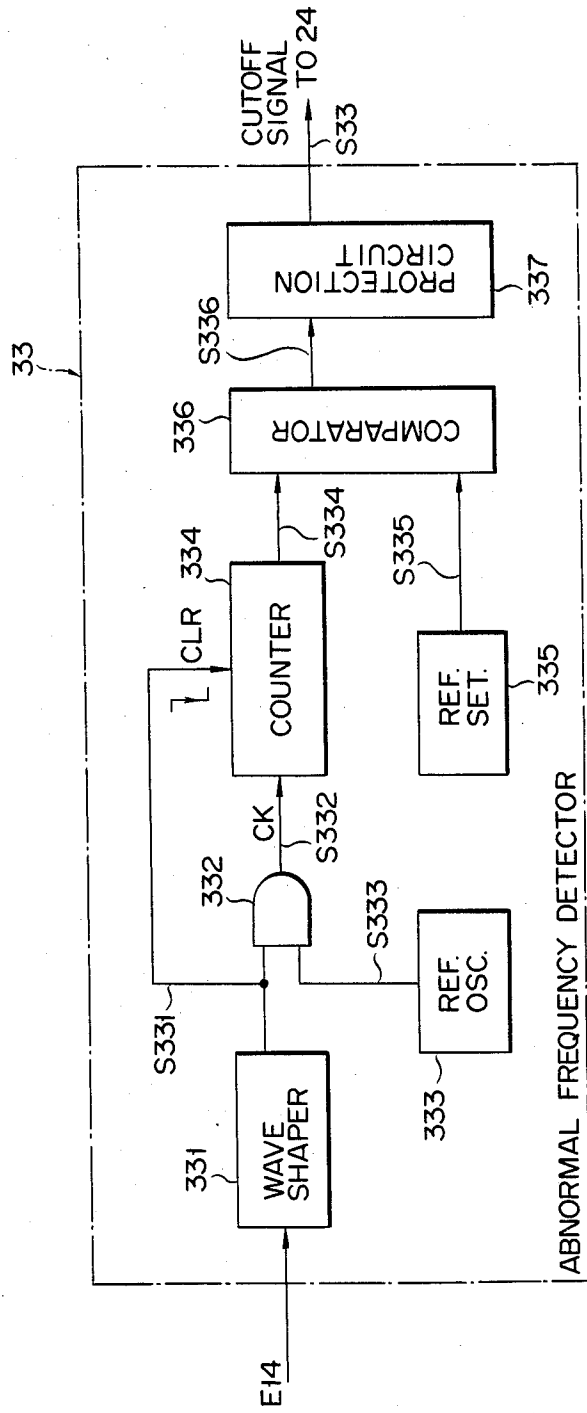 33
E14
331
WAVE
SHAPER
S331
332
CK
S332
CLR
334
COUNTER
S334
336
COMPARATOR
S336
PROTECTION
CIRCUIT
337
CUTOFF
SIGNAL
TO 24
S33
REF.
OSC.
333
S333
REF.
SET.
335
S335
ABNORMAL FREQUENCY DETECTOR